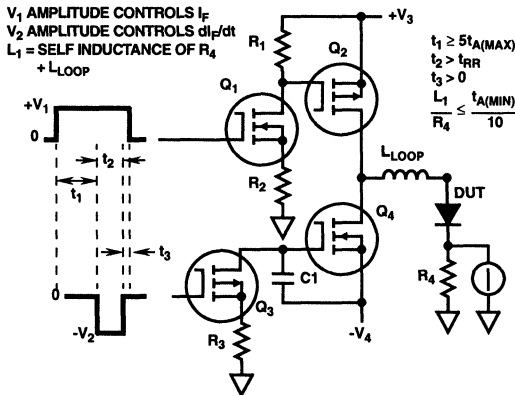 V1 AMPLITUDE CONTROLS IF
V2 AMPLITUDE CONTROLS dIF/dt
L1 = SELF INDUCTANCE OF R4
+ LLOOP
+V3
R1
Q2
t1 ≥ 5tA(MAX)
t2 > tRR
t3 > 0
L1/R4 ≤ tA(MIN)/10
Q1
+V1
0
t2
R2
LLOOP
DUT
t1
Q4
t3
C1
R4
0
Q3
-V2
R3
-V4